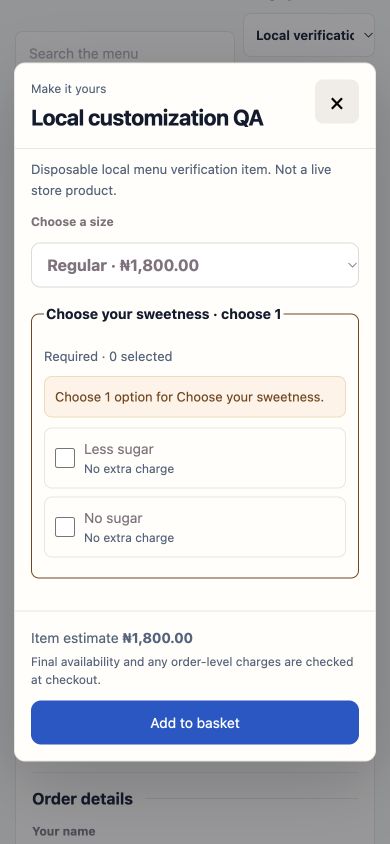 Local verificatio
Search the menu
Make it yours
Local customization QA
×
Disposable local menu verification item. Not a live
store product.
Choose a size
Regular · ₦1,800.00
Choose your sweetness · choose 1
Required · 0 selected
Choose 1 option for Choose your sweetness.
Less sugar
No extra charge
No sugar
No extra charge
Item estimate ₦1,800.00
Final availability and any order-level charges are checked
at checkout.
Add to basket
Order details
Your name